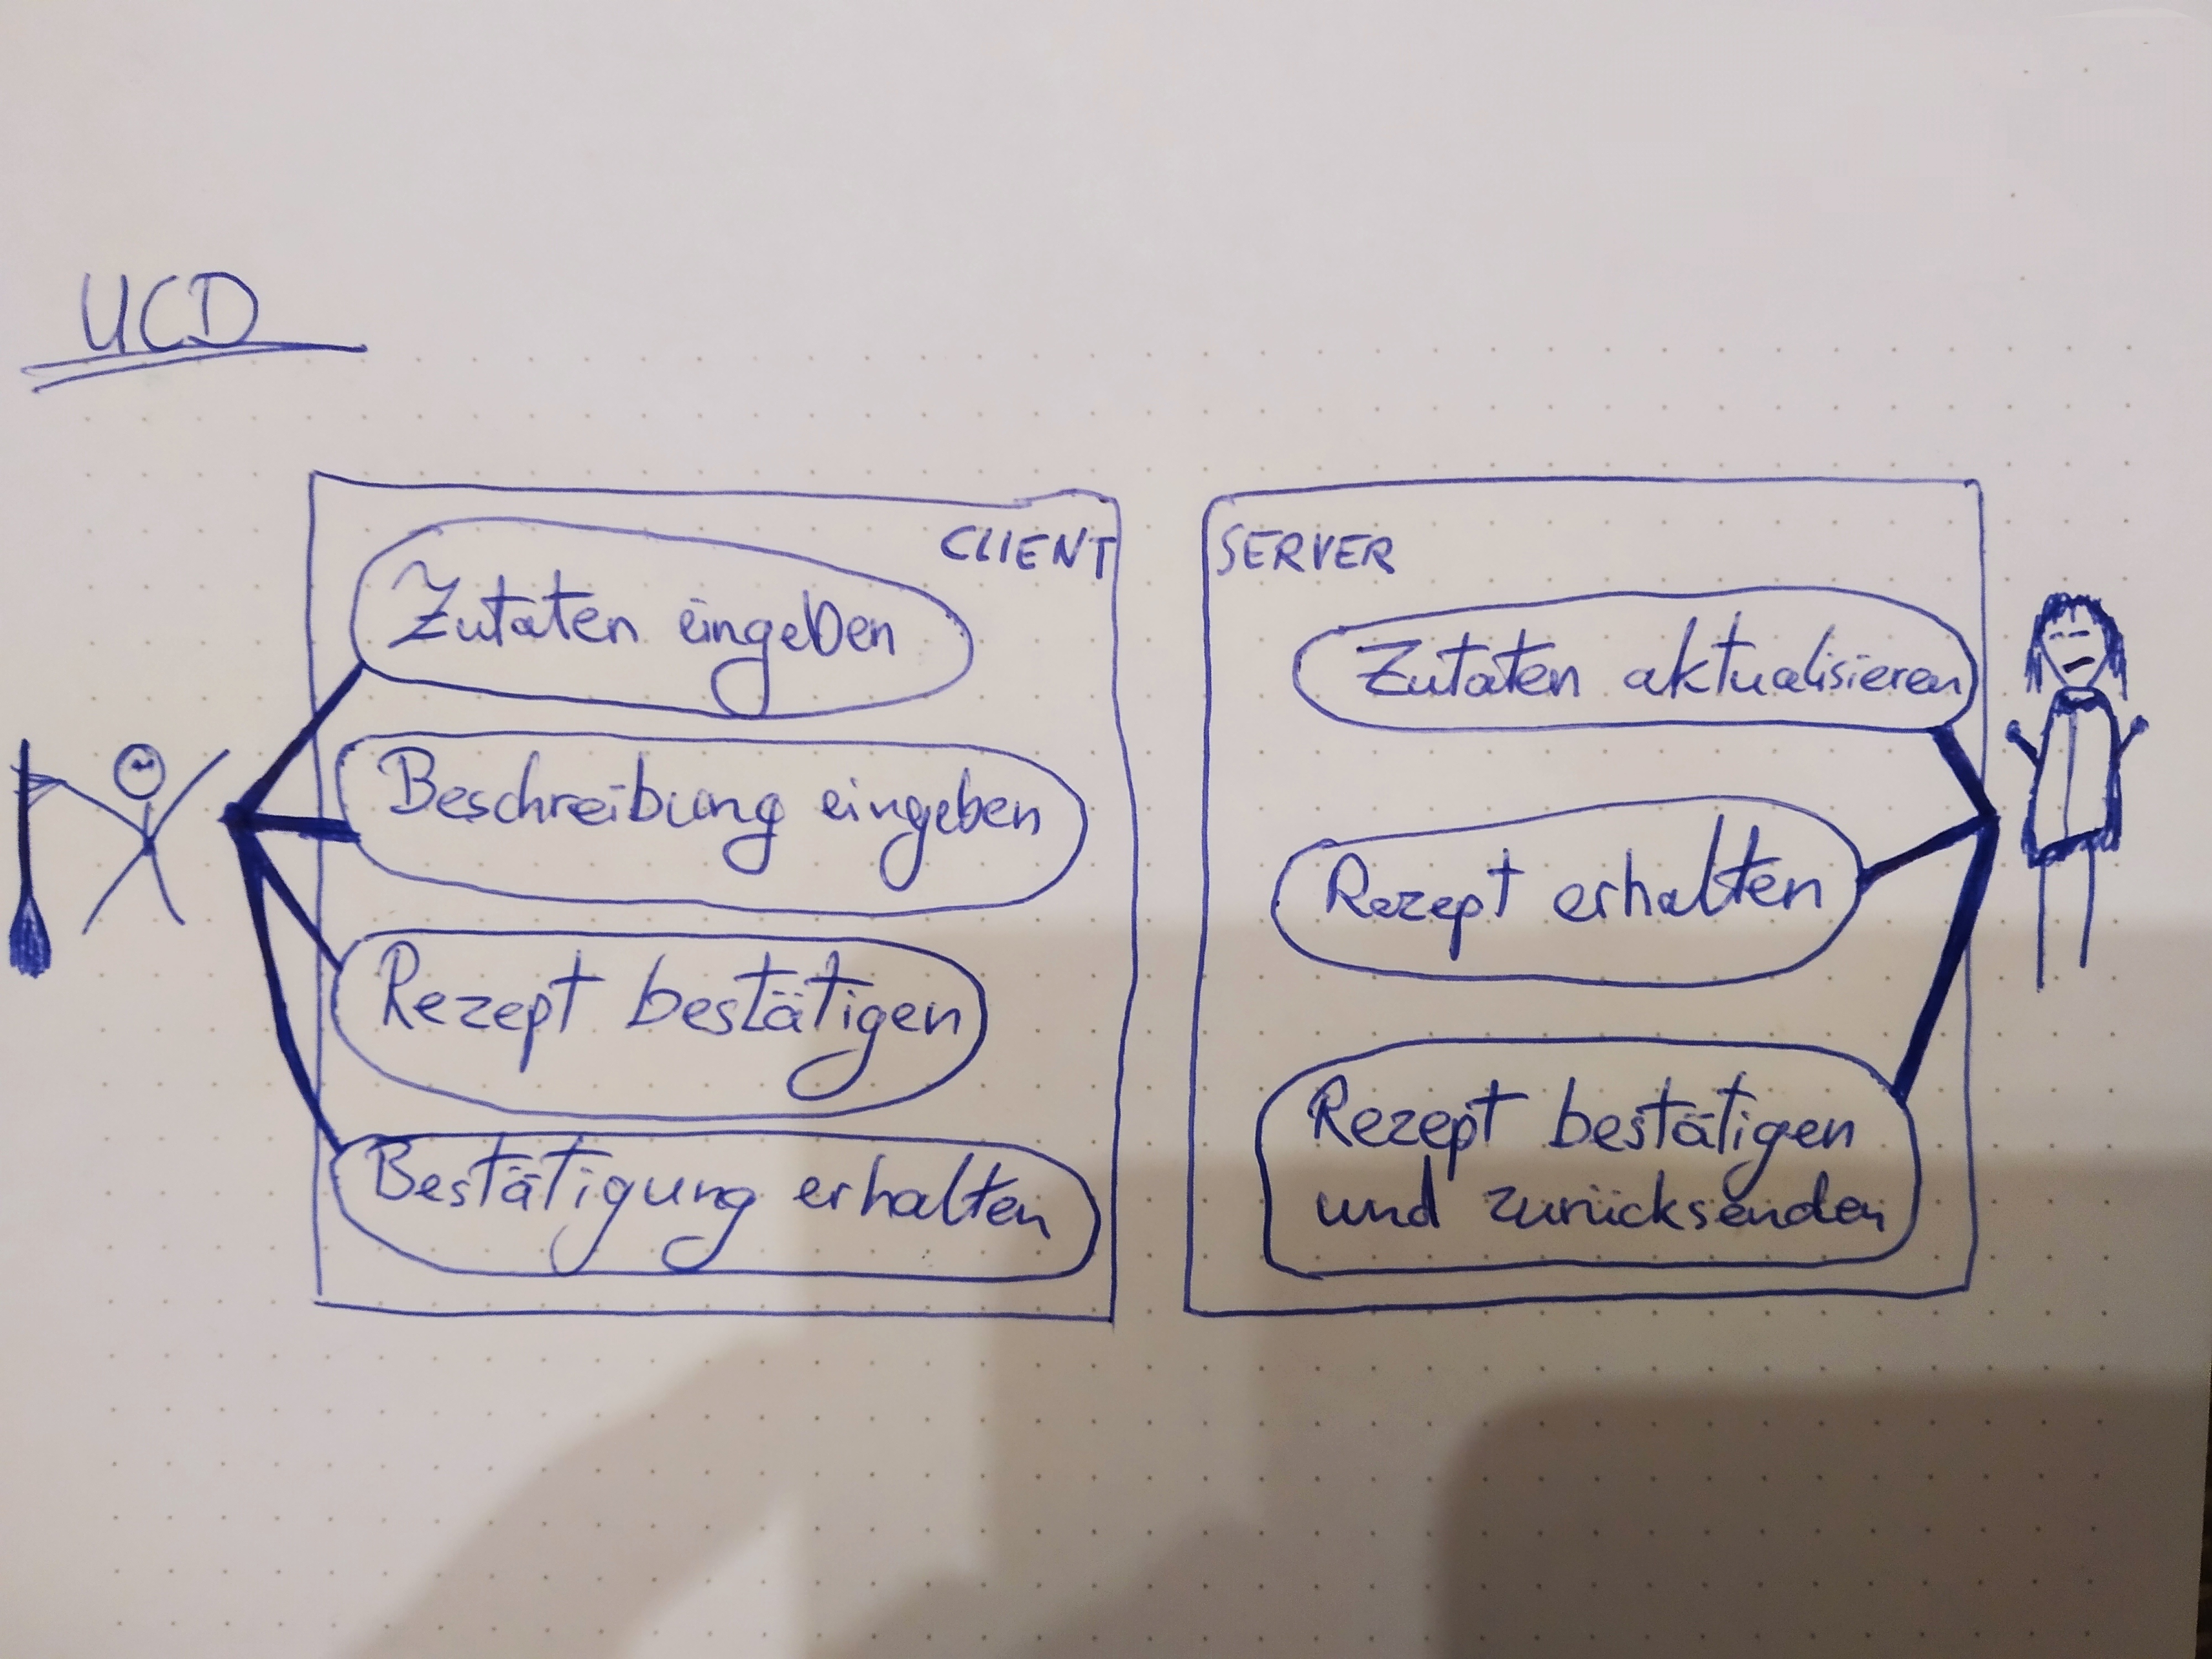 UCD
CLIENT
Zutaten eingeben
Beschreibung eingeben
Rezept bestätigen
Bestätigung erhalten
SERVER
Zutaten aktualisieren
Rezept erhalten
Rezept bestätigen
und zurücksenden